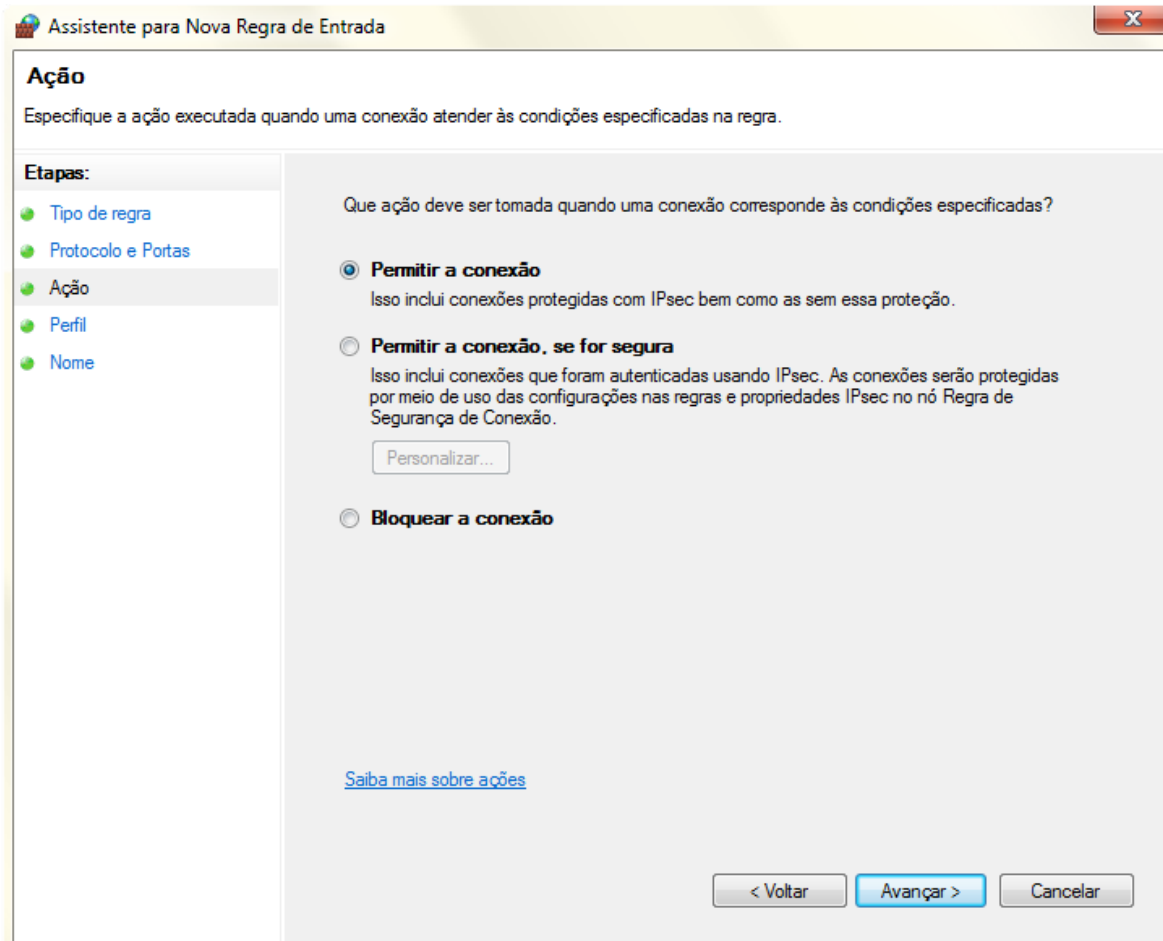 Assistente para Nova Regra de Entrada
Ação
Especifique a ação executada quando uma conexão atender às condições especificadas na regra.
Etapas:
Tipo de regra
Protocolo e Portas
Ação
Perfil
Nome
Que ação deve ser tomada quando uma conexão corresponde às condições especificadas?
Permitir a conexão
Isso inclui conexões protegidas com IPsec bem como as sem essa proteção.
Permitir a conexão, se for segura
Isso inclui conexões que foram autenticadas usando IPsec. As conexões serão protegidas
por meio de uso das configurações nas regras e propriedades IPsec no nó Regra de
Segurança de Conexão.
Personalizar...
Bloquear a conexão
Saiba mais sobre ações
< Voltar
Avançar >
Cancelar